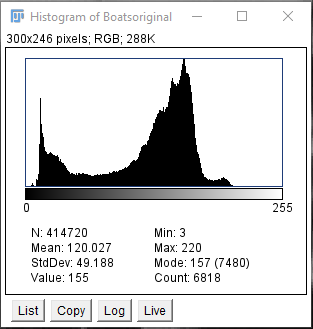 Histogram of Boatsoriginal
300x246 pixels; RGB; 288K
0 255
N: 414720 Min: 3
Mean: 120.027 Max: 220
StdDev: 49.188 Mode: 157 (7480)
Value: 155 Count: 6818
List Copy Log Live